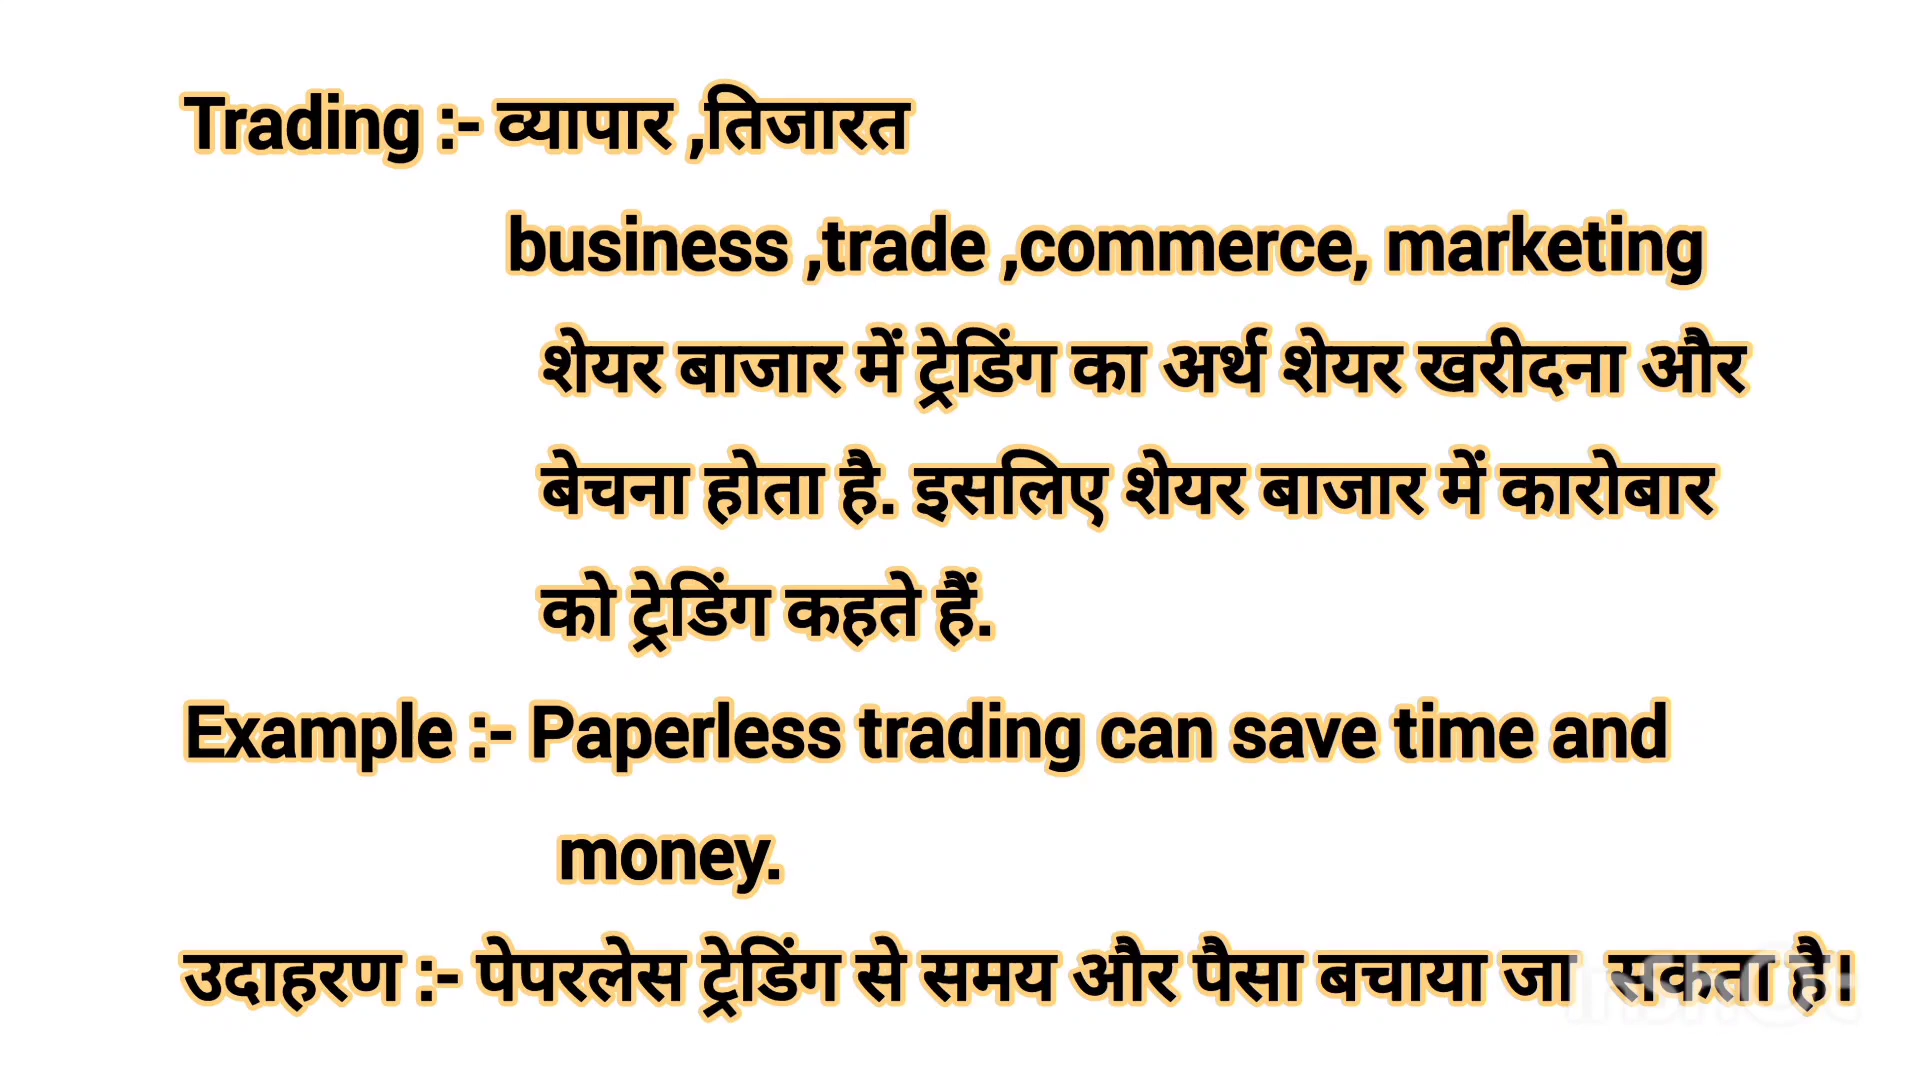 Trading :- व्यापार ,तिजारत
business ,trade ,commerce, marketing
शेयर बाजार में ट्रेडिंग का अर्थ शेयर खरीदना और
बेचना होता है. इसलिए शेयर बाजार में कारोबार
को ट्रेडिंग कहते हैं.
Example :- Paperless trading can save time and
money.
उदाहरण :- पेपरलेस ट्रेडिंग से समय और पैसा बचाया जा  सकता है।
InShOt